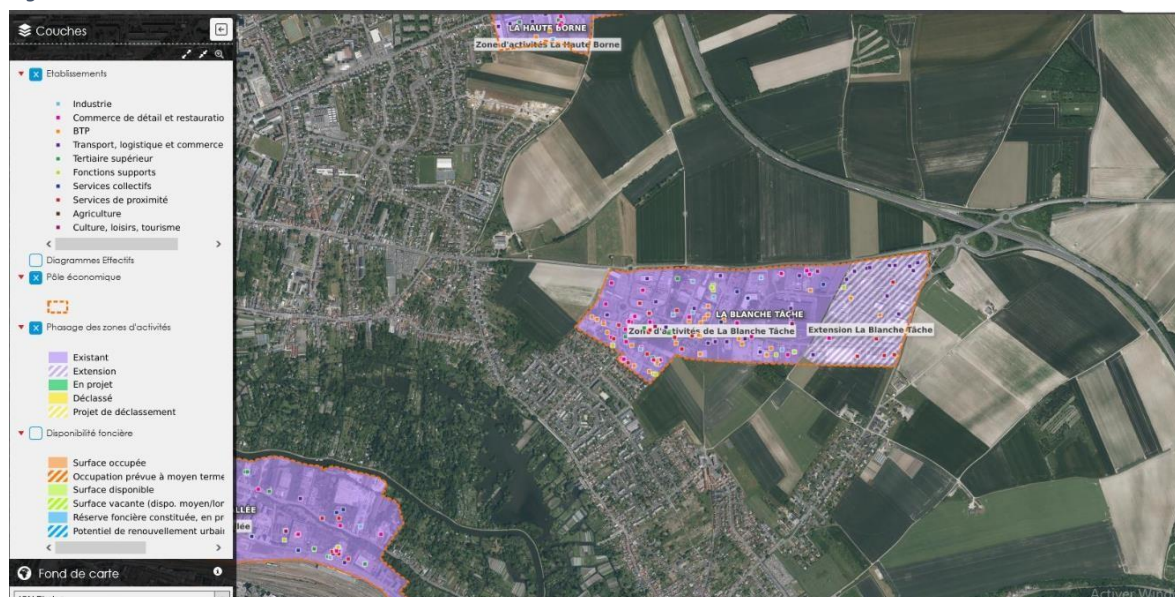 Couches
Etablissements
Industrie
Commerce de détail et restauratio
BTP
Transport, logistique et commerce
Tertiaire supérieur
Fonctions supports
Services collectifs
Services de proximité
Agriculture
Culture, loisirs, tourisme
Diagrammes Effectifs
Pôle économique
Phasage des zones d'activités
Existant
Extension
En projet
Déclassé
Projet de déclassement
Disponibilité foncière
Surface occupée
Occupation prévue à moyen terme
Surface disponible
Surface vacante (dispo. moyen/lon
Réserve foncière constituée, en pr
Potentiel de renouvellement urbai
Fond de carte
LA HAUTE BORNE
Zone d'activités La Haute Borne
LA BLANCHE TÂCHE
Zone d'activités de La Blanche Tâche
Extension La Blanche Tâche
LLÉE
lée
Activer Wind